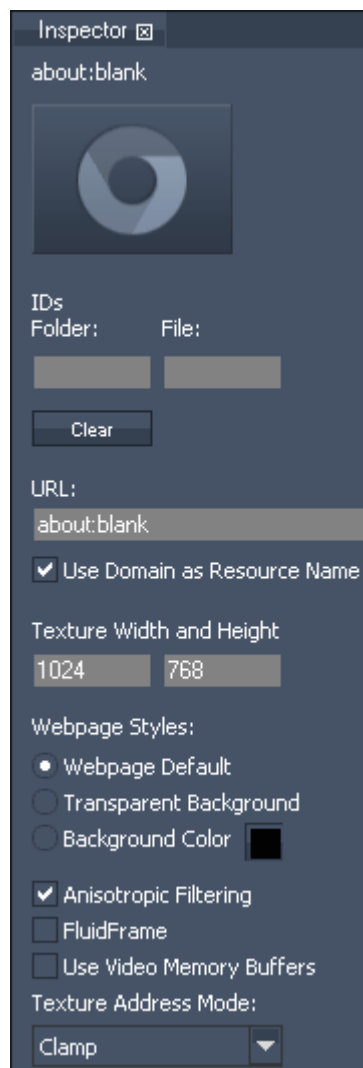 Inspector
about:blank
IDs
Folder: File:
Clear
URL:
about:blank
Use Domain as Resource Name
Texture Width and Height
1024 768
Webpage Styles:
Webpage Default
Transparent Background
Background Color
Anisotropic Filtering
FluidFrame
Use Video Memory Buffers
Texture Address Mode:
Clamp